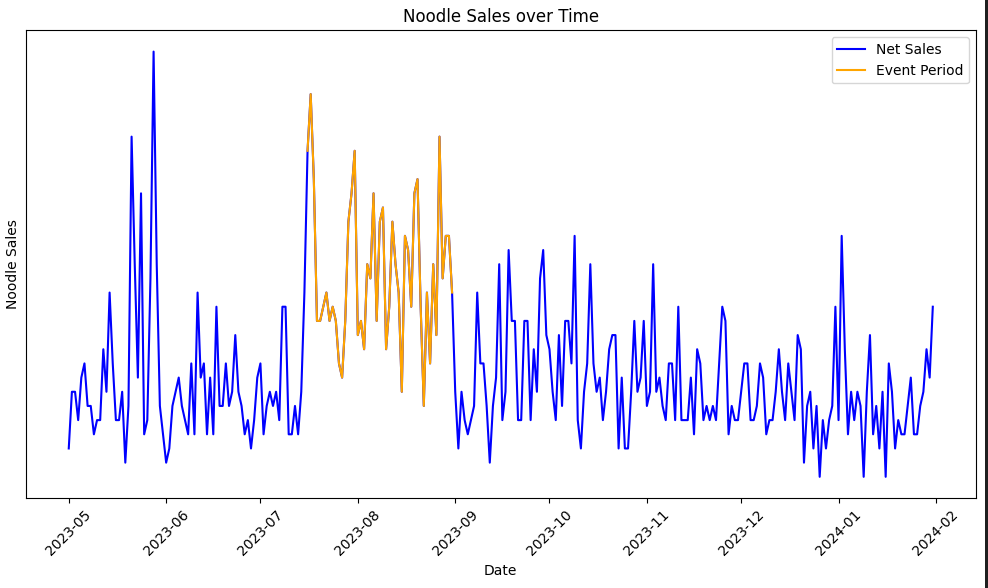 Noodle Sales over Time
Net Sales
Event Period
Noodle Sales
2023-05
2023-06
2023-07
2023-08
2023-09
2023-10
2023-11
2023-12
2024-01
2024-02
Date